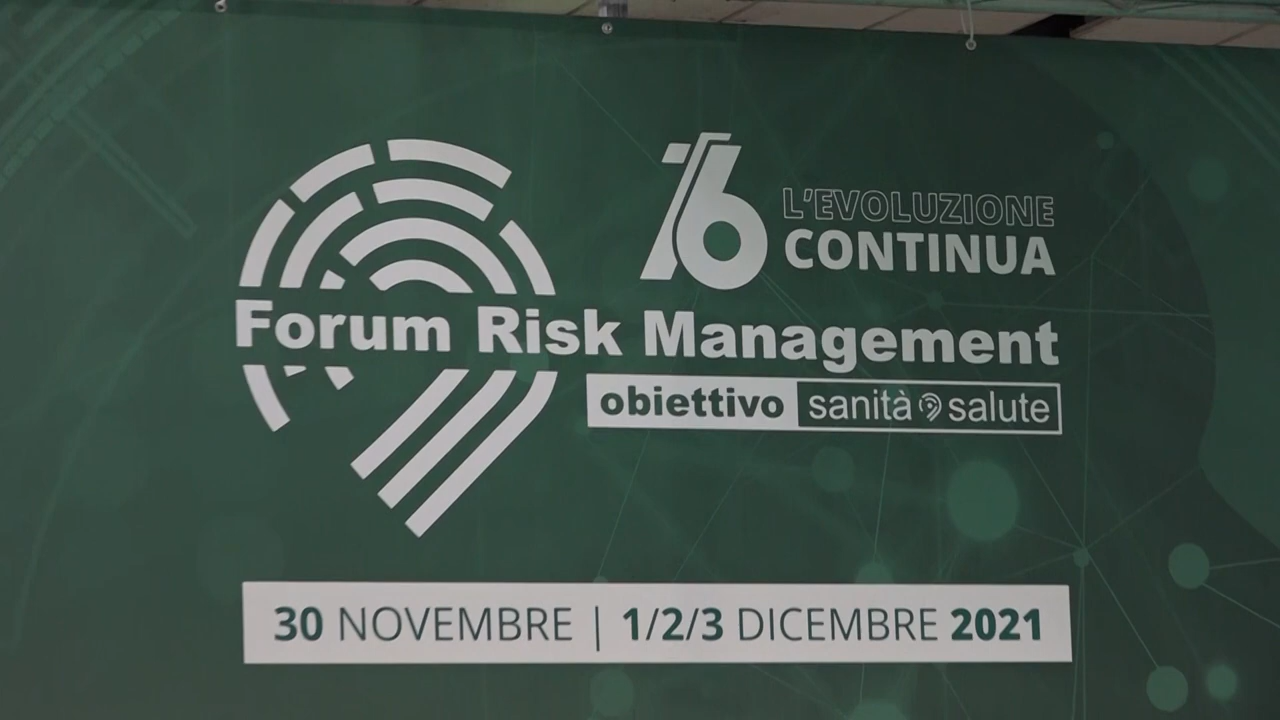 16
L'EVOLUZIONE
CONTINUA
Forum Risk Management
obiettivo sanità salute
30 NOVEMBRE | 1/2/3 DICEMBRE 2021